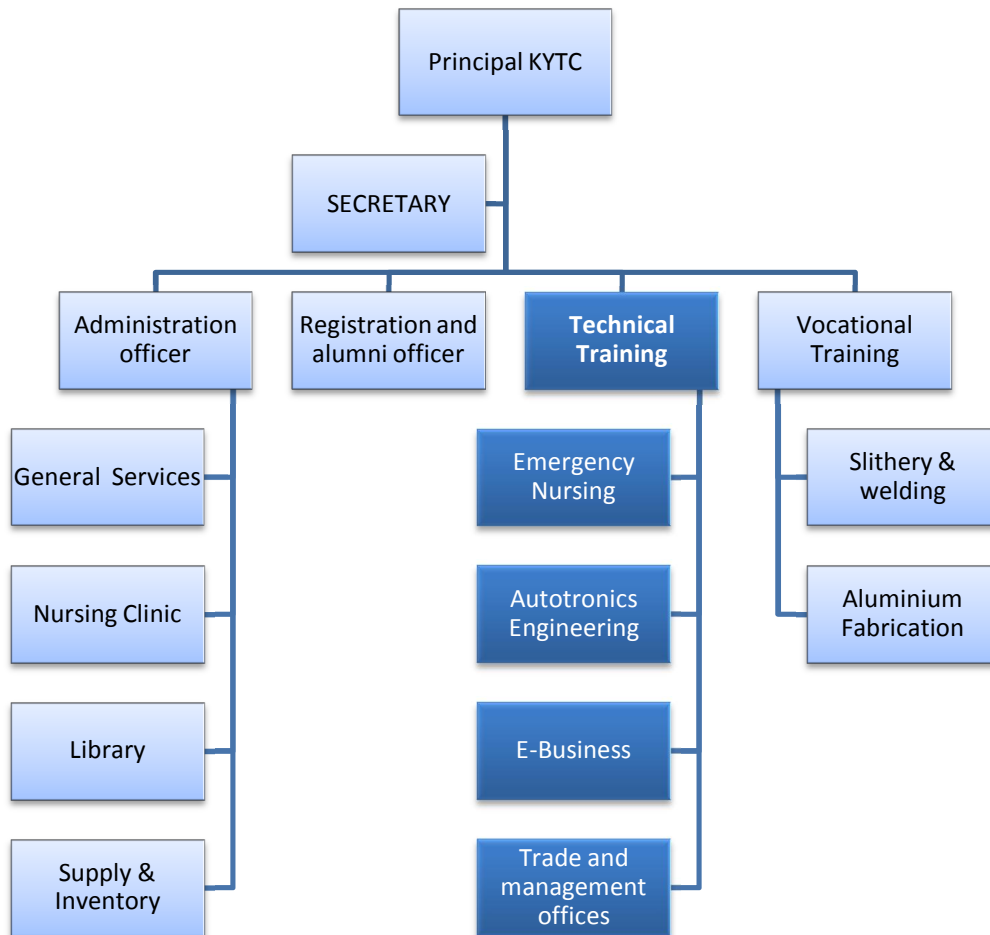 Principal KYTC
SECRETARY
Administration
officer
Registration and
alumni officer
Technical
Training
Vocational
Training
General  Services
Nursing Clinic
Library
Supply &
Inventory
Emergency
Nursing
Autotronics
Engineering
E-Business
Trade and
management
offices
Slithery &
welding
Aluminium
Fabrication